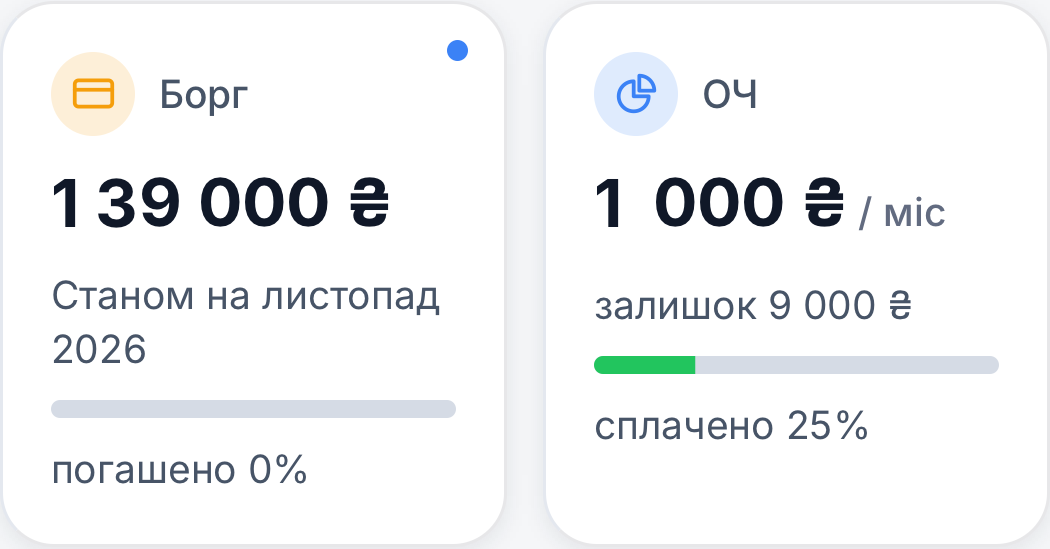 Борг
1 39 000 ₴
Станом на листопад
2026
погашено 0%
ОЧ
1 000 ₴ / міс
залишок 9 000 ₴
сплачено 25%